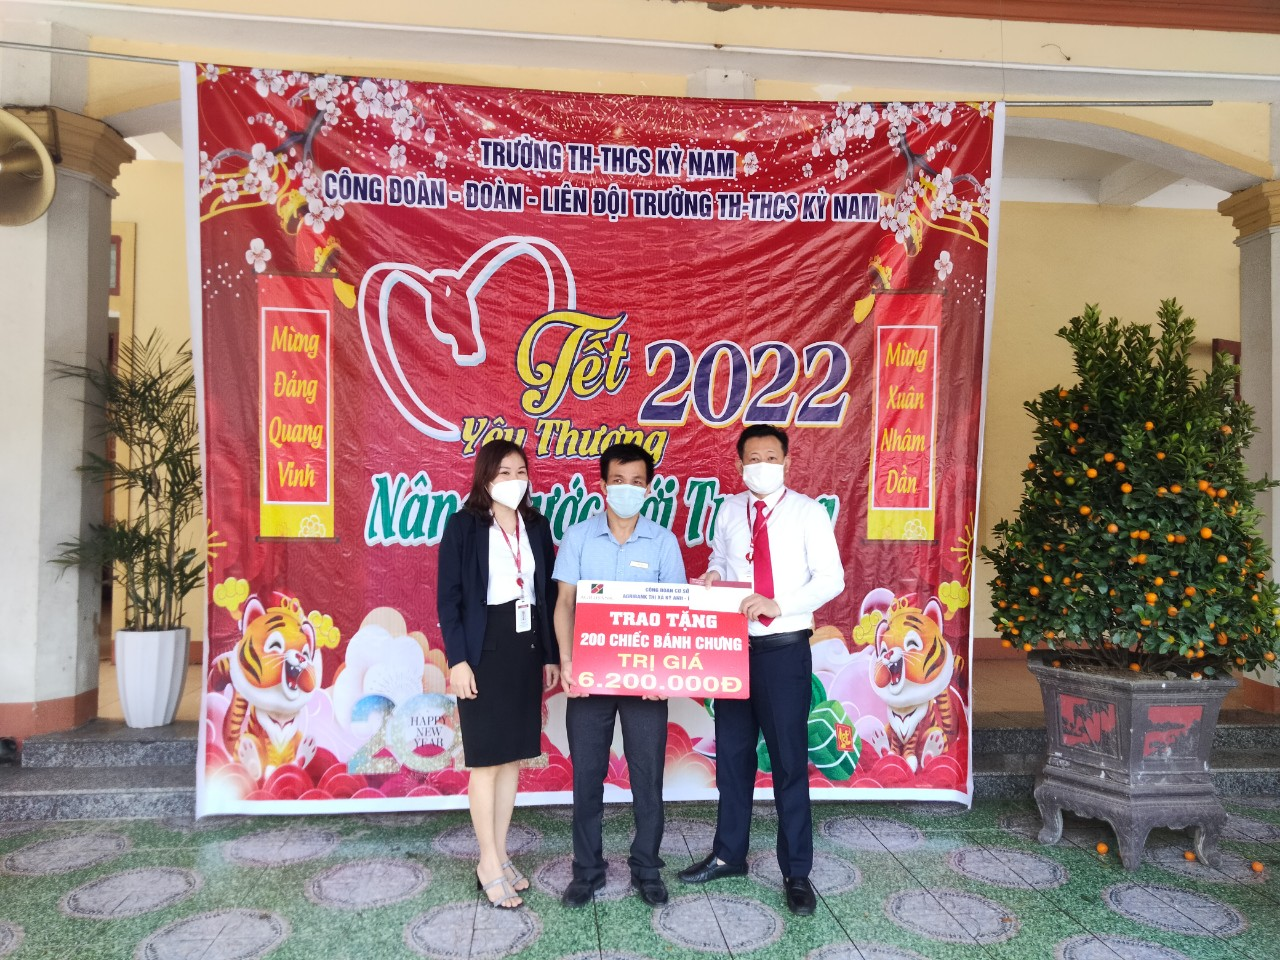 TRƯỜNG TH-THCS KỲ NAM
CÔNG ĐOÀN - ĐOÀN - LIÊN ĐỘI TRƯỜNG TH-THCS KỲ NAM
Tết 2022
Yêu Thương
Mừng
Đảng
Quang
Vinh
Mừng
Xuân
Nhâm
Dần
TRAO TẶNG
200 CHIẾC BÁNH CHƯNG
TRỊ GIÁ
6.200.000Đ
HAPPY
NEW
YEAR